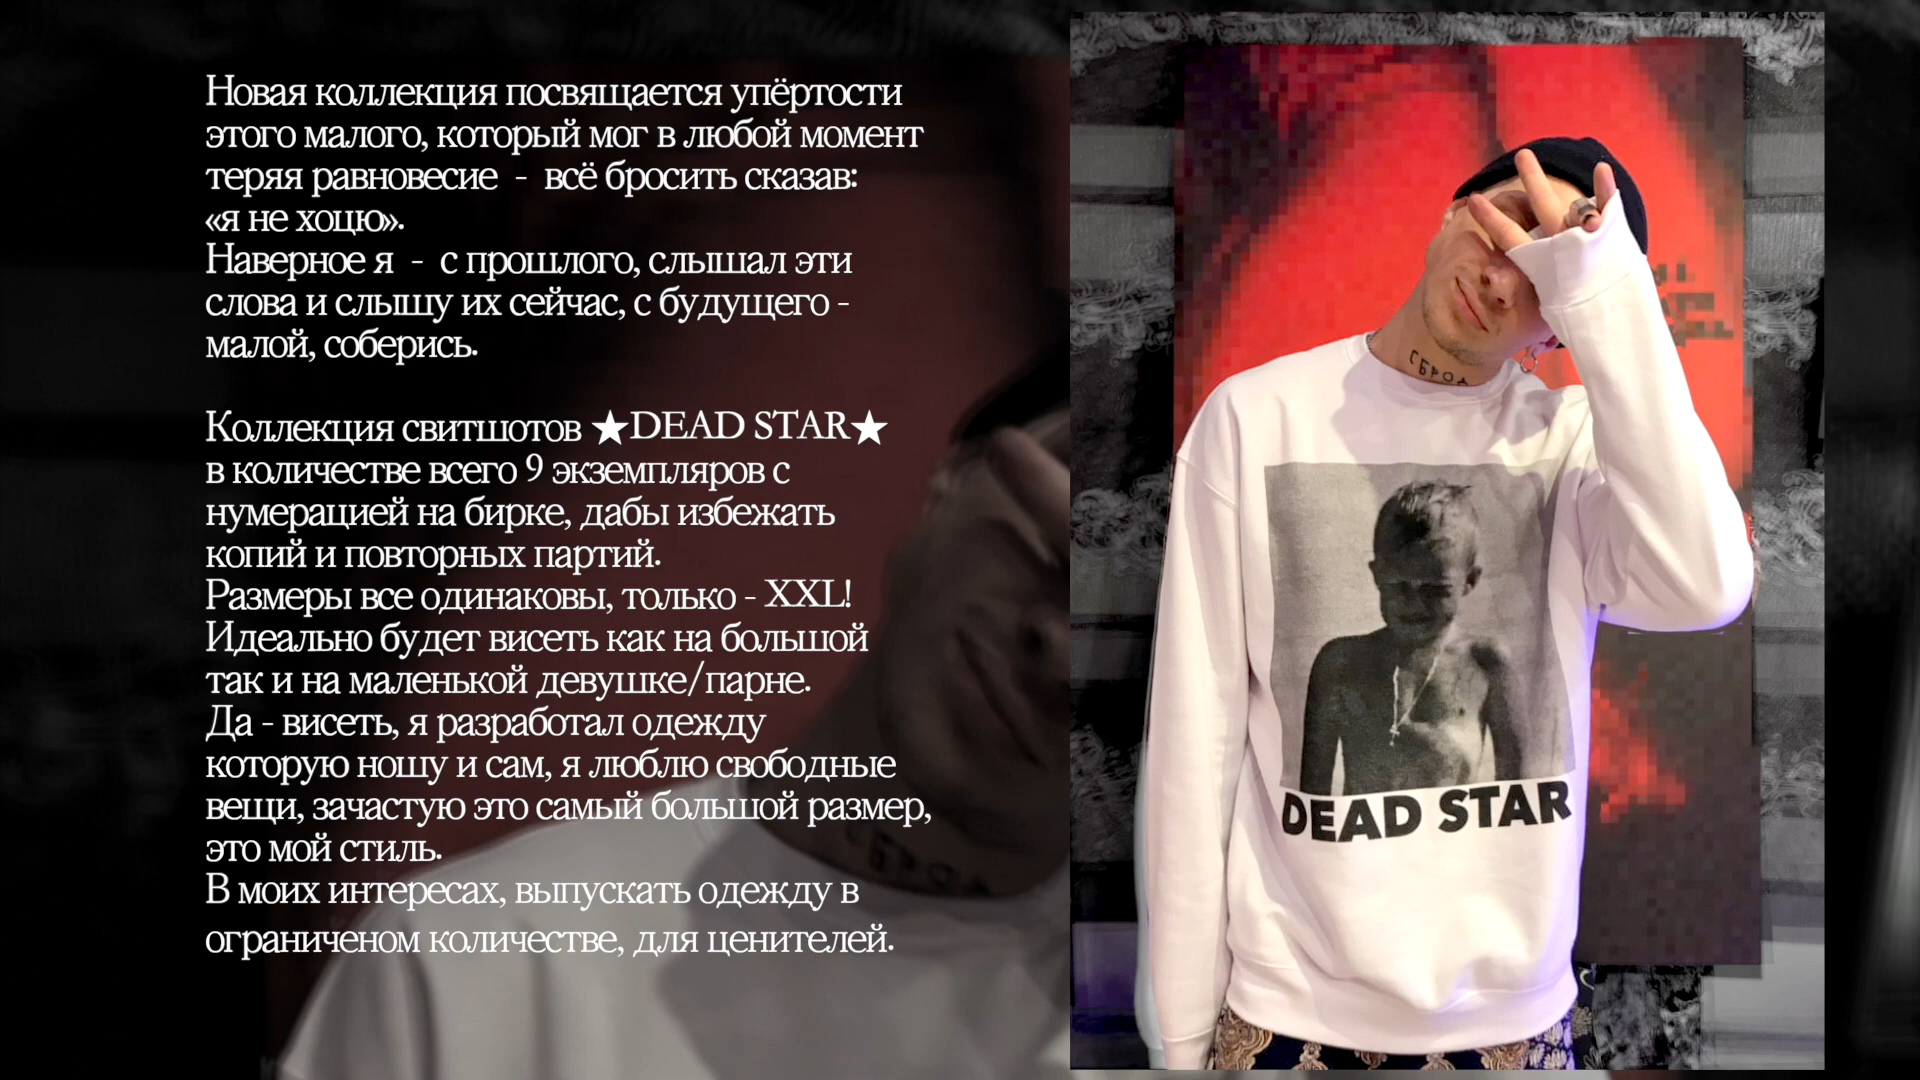 Новая коллекция посвящается упёртости
этого малого, который мог в любой момент
теряя равновесие - всё бросить сказав:
«я не хоцю».
Наверное я - с прошлого, слышал эти
слова и слышу их сейчас, с будущего -
малой, соберись.
Коллекция свитшотов ★DEAD STAR★
в количестве всего 9 экземпляров с
нумерацией на бирке, дабы избежать
копий и повторных партий.
Размеры все одинаковы, только - XXL!
Идеально будет висеть как на большой
так и на маленькой девушке/парне.
Да - висеть, я разработал одежду
которую ношу и сам, я люблю свободные
вещи, зачастую это самый большой размер,
это мой стиль.
В моих интересах, выпускать одежду в
ограниченом количестве, для ценителей.
СБРОД
DEAD STAR